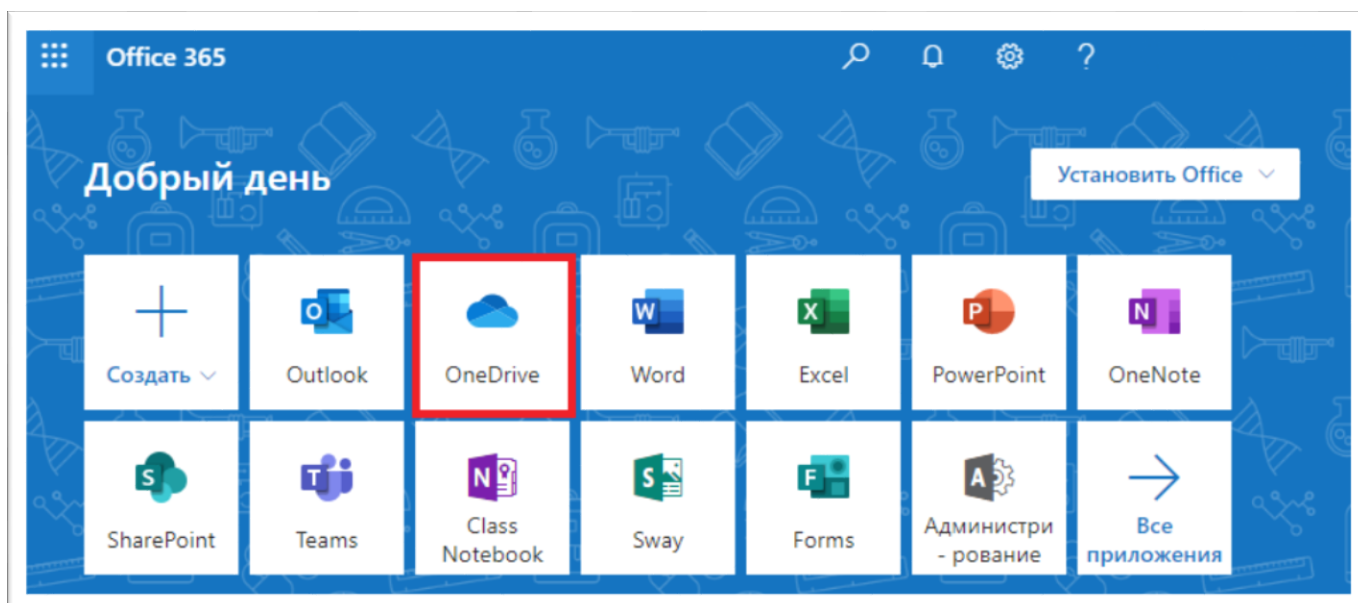 Office 365
?
Добрый день
Установить Office
Создать
Outlook
OneDrive
Word
Excel
PowerPoint
OneNote
SharePoint
Teams
Class
Notebook
Sway
Forms
Администри
- рование
Все
приложения